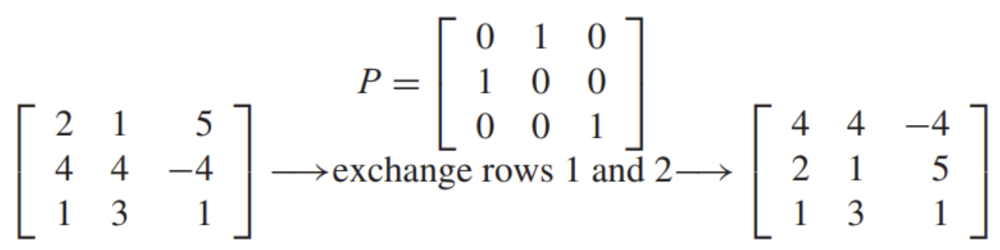 P = [ 0 1 0
1 0 0
0 0 1 ]
[ 2 1 5
4 4 −4
1 3 1 ]
⟶exchange rows 1 and 2⟶
[ 4 4 −4
2 1 5
1 3 1 ]